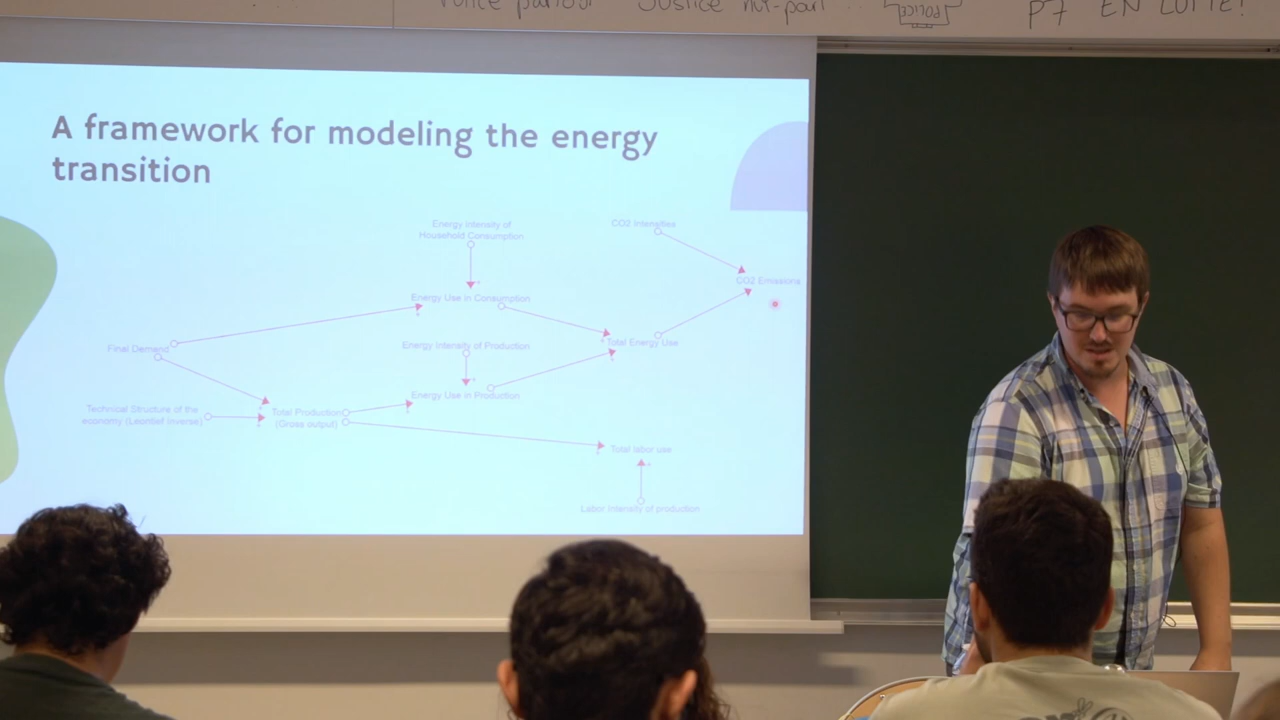 Justice
POLICE
P7 EN LUTTE!
A framework for modeling the energy
transition
Energy Intensity of
Household Consumption
CO2 Intensities
CO2 Emissions
Energy Use in Consumption
Final Demand
Energy Intensity of Production
Total Energy Use
Energy Use in Production
Technical Structure of the
economy (Leontief Inverse)
Total Production
(Gross output)
Total labor use
Labor Intensity of production